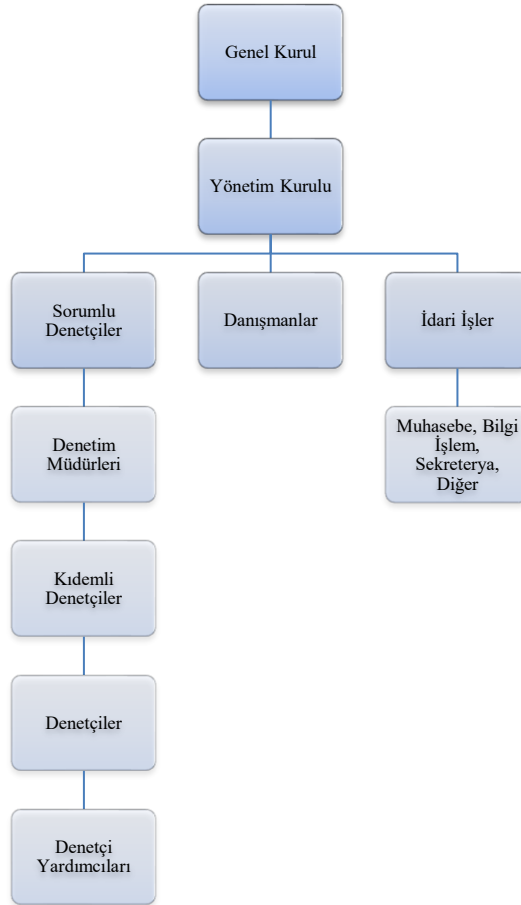 Genel Kurul
Yönetim Kurulu
Sorumlu
Denetçiler
Danışmanlar
İdari İşler
Denetim
Müdürleri
Muhasebe, Bilgi
İşlem,
Sekreterya,
Diğer
Kıdemli
Denetçiler
Denetçiler
Denetçi
Yardımcıları